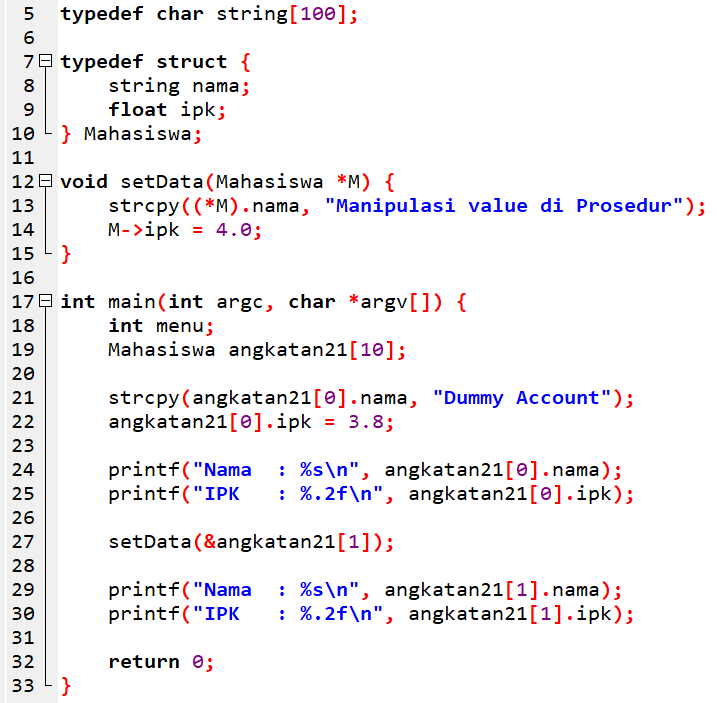 5 typedef char string[100];
6
7 typedef struct {
8     string nama;
9     float ipk;
10 } Mahasiswa;
11
12 void setData(Mahasiswa *M) {
13     strcpy((*M).nama, "Manipulasi value di Prosedur");
14     M->ipk = 4.0;
15 }
16
17 int main(int argc, char *argv[]) {
18     int menu;
19     Mahasiswa angkatan21[10];
20
21     strcpy(angkatan21[0].nama, "Dummy Account");
22     angkatan21[0].ipk = 3.8;
23
24     printf("Nama  : %s\n", angkatan21[0].nama);
25     printf("IPK   : %.2f\n", angkatan21[0].ipk);
26
27     setData(&angkatan21[1]);
28
29     printf("Nama  : %s\n", angkatan21[1].nama);
30     printf("IPK   : %.2f\n", angkatan21[1].ipk);
31
32     return 0;
33 }